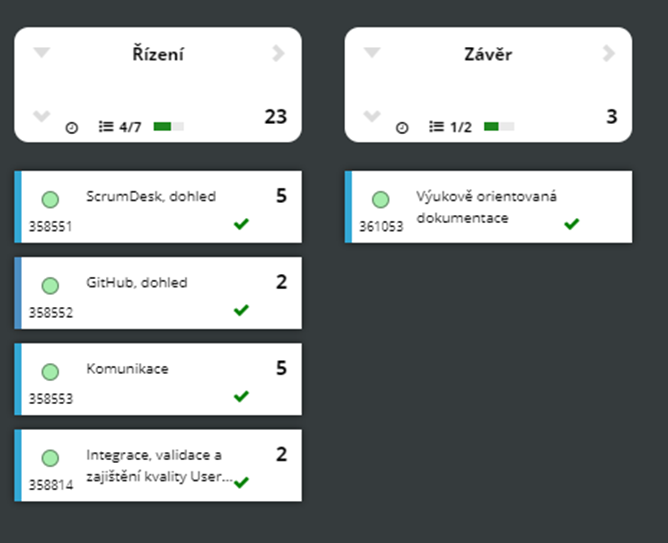 Řízení
4/7
23
ScrumDesk, dohled
5
358551
GitHub, dohled
2
358552
Komunikace
5
358553
Integrace, validace a
zajištění kvality User...
2
358814
Závěr
1/2
3
Výukově orientovaná
dokumentace
361053